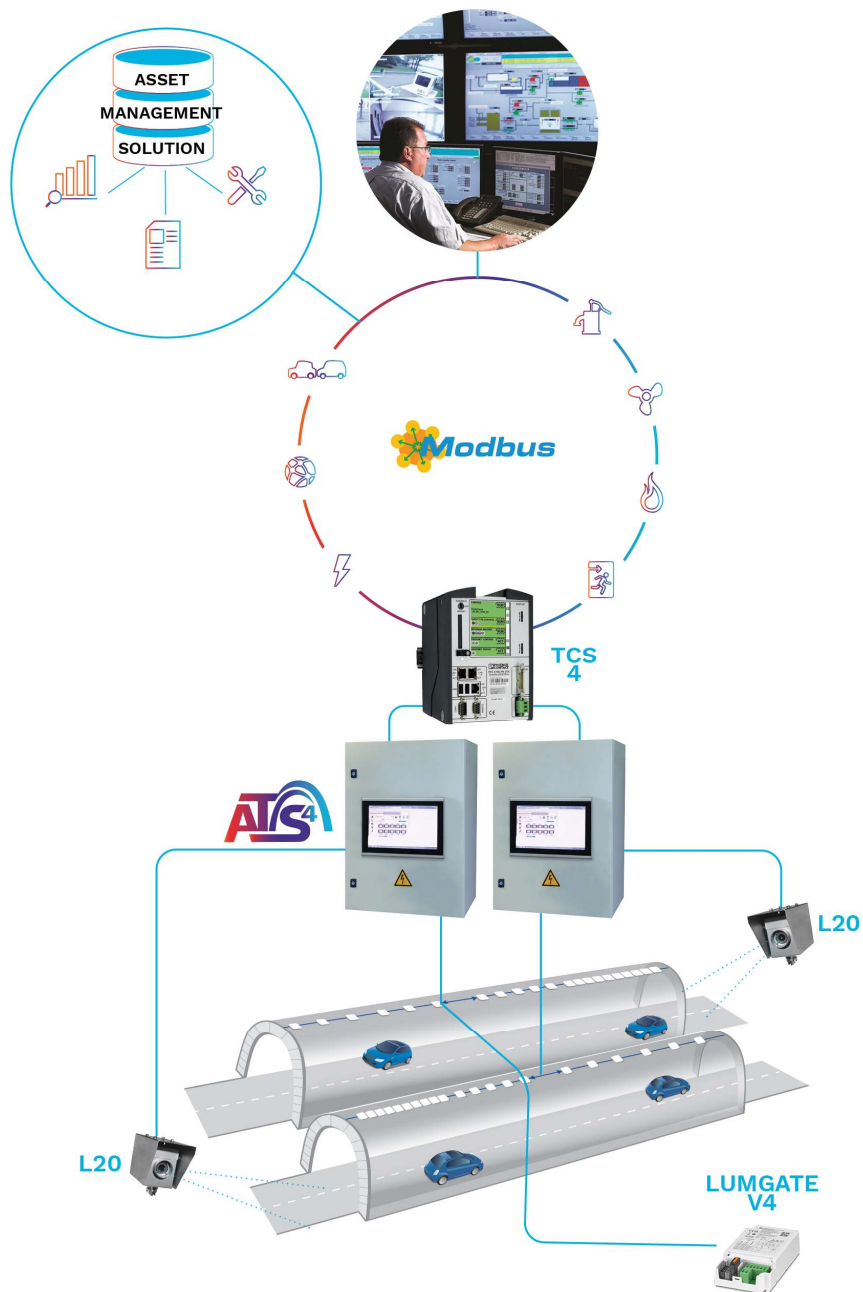 ASSET
MANAGEMENT
SOLUTION
Modbus
TCS
4
ATS4
L20
L20
LUMGATE
V4